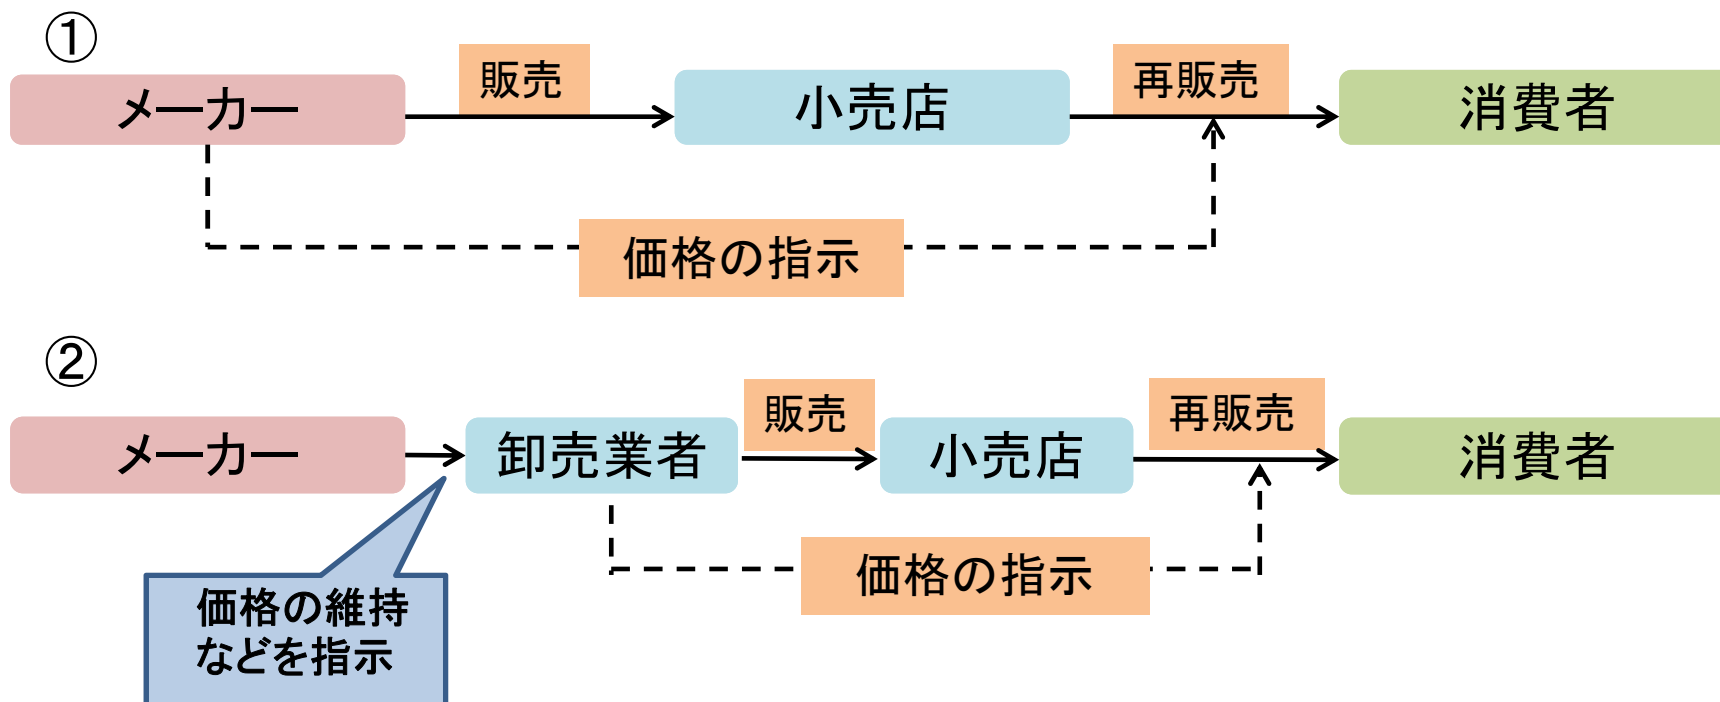 ①
メーカー
販売
小売店
再販売
消費者
価格の指示
②
メーカー
卸売業者
販売
小売店
再販売
消費者
価格の指示
価格の維持
などを指示